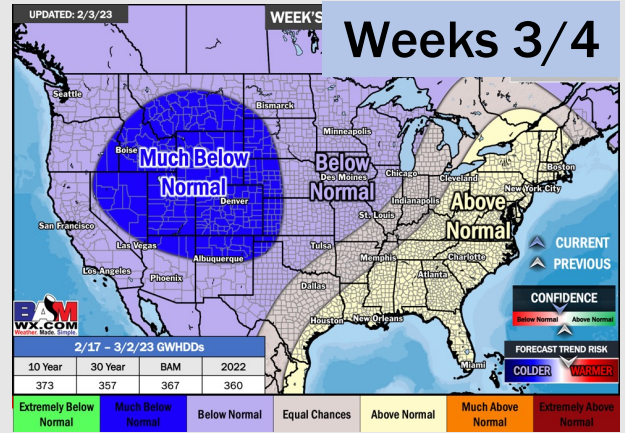 UPDATED: 2/3/23
WEEK'S
Weeks 3/4
Seattle
Bismarck
Minneapolis
Boise
Much Below
Normal
Below
Normal
Des Moines
Chicago
Cleveland
Boston
New York City
Denver
Indianapolis
Above
Normal
St. Louis
San Francisco
Las Vegas
Albuquerque
Tulsa
Memphis
Charlotte
CURRENT
PREVIOUS
Los Angeles
Phoenix
Dallas
Atlanta
Houston
New Orleans
Miami
CONFIDENCE
Below Normal
Above Normal
FORECAST TREND RISK
COLDER
WARMER
BAM
WX.COM
Weather. Made. Simple.
2/17 – 3/2/23 GWHDDs
10 Year 30 Year BAM 2022
373 357 367 360
Extremely Below Normal
Much Below Normal
Below Normal
Equal Chances
Above Normal
Much Above Normal
Extremely Above Normal